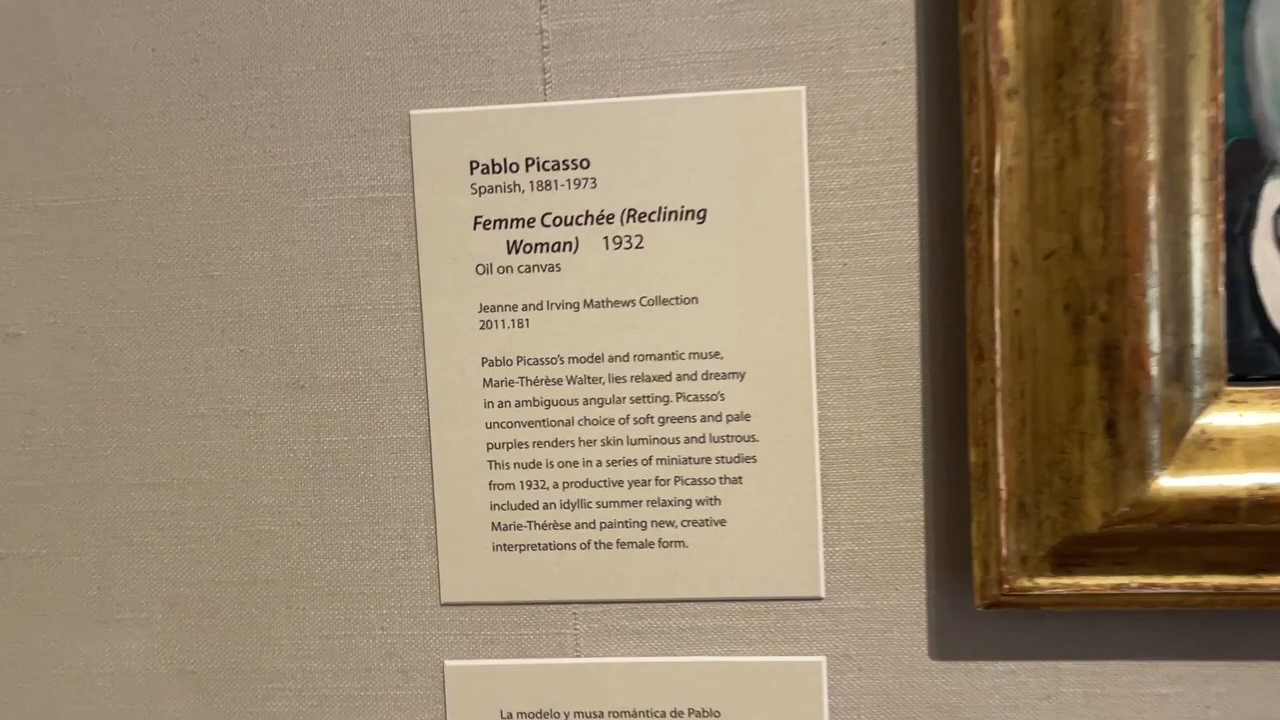 Pablo Picasso
Spanish, 1881-1973
Femme Couchée (Reclining
Woman) 1932
Oil on canvas
Jeanne and Irving Mathews Collection
2011.181
Pablo Picasso's model and romantic muse,
Marie-Thérèse Walter, lies relaxed and dreamy
in an ambiguous angular setting. Picasso's
unconventional choice of soft greens and pale
purples renders her skin luminous and lustrous.
This nude is one in a series of miniature studies
from 1932, a productive year for Picasso that
included an idyllic summer relaxing with
Marie-Thérèse and painting new, creative
interpretations of the female form.
La modelo y musa romántica de Pablo